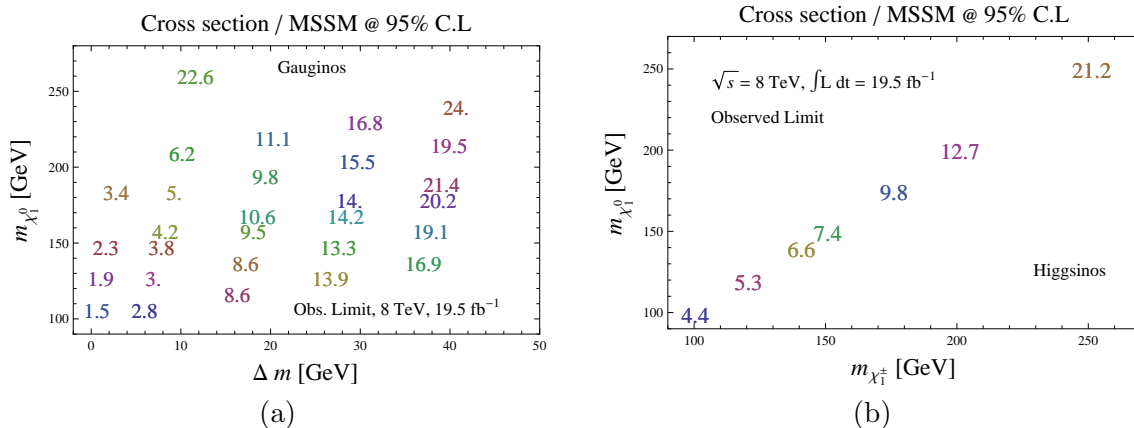 Cross section / MSSM @ 95% C.L
Gauginos
22.6
24.
16.8
11.1
19.5
6.2
15.5
9.8
21.4
3.4
5.
14.
20.2
10.6
14.2
4.2
9.5
19.1
2.3
3.8
13.3
8.6
16.9
1.9
3.
13.9
8.6
1.5
2.8
Obs. Limit, 8 TeV, 19.5 fb⁻¹
250
200
150
100
m_{χ₁⁰} [GeV]
0 10 20 30 40 50
Δ m [GeV]
(a)
Cross section / MSSM @ 95% C.L
√s = 8 TeV, ∫L dt = 19.5 fb⁻¹
Observed Limit
21.2
12.7
9.8
7.4
6.6
5.3
4.4
Higgsinos
250
200
150
100
m_{χ₁⁰} [GeV]
100 150 200 250
m_{χ₁^±} [GeV]
(b)